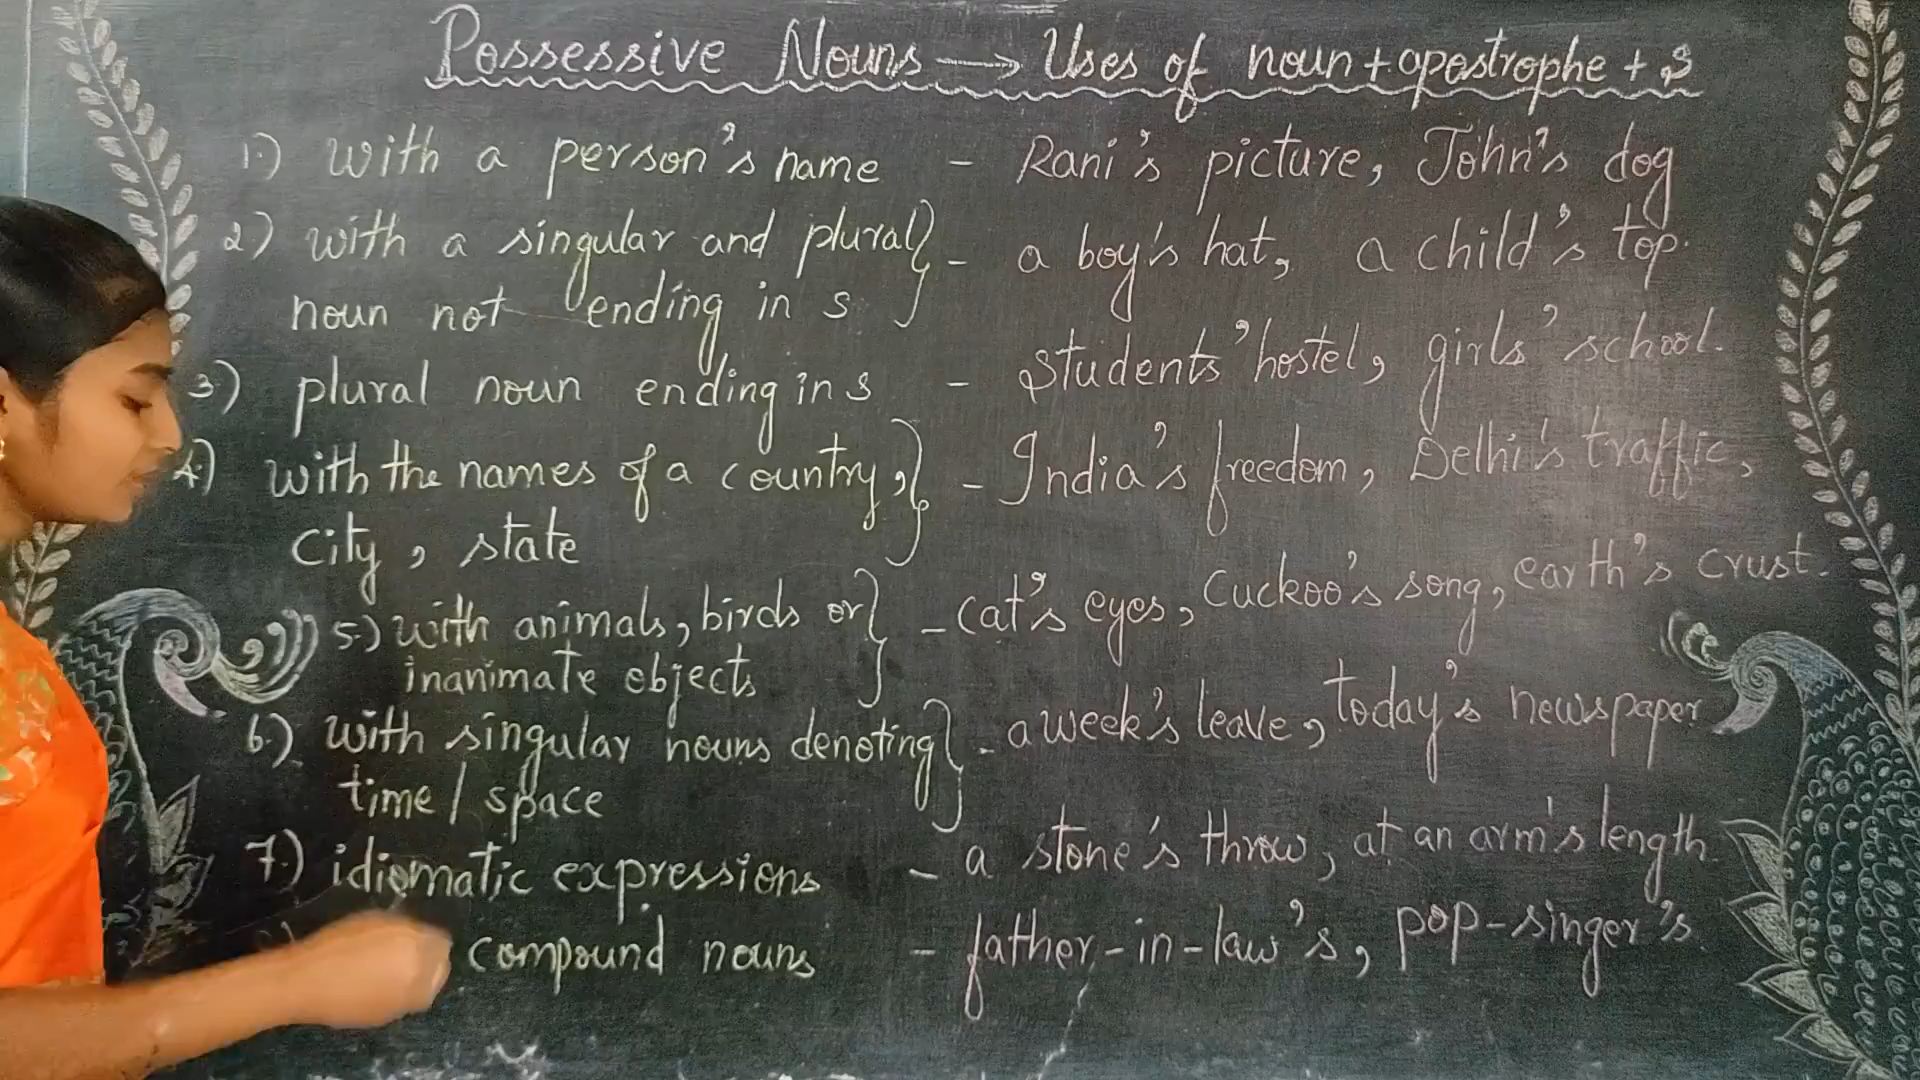 Possessive Nouns → Uses of noun + apostrophe + s
1.) with a person's name - Rani's picture, John's dog
2) with a singular and plural } - a boy's hat, a child's top.
noun not ending in s
3) plural noun ending in s - students' hostel, girls' school.
4.) with the names of a country, } - India's freedom, Delhi's traffic,
city, state
5.) with animals, birds or } - cat's eyes, Cuckoo's song, earth's crust.
inanimate objects
6.) with singular nouns denoting } - a week's leave, today's newspaper
time / space
7.) idiomatic expressions - a stone's throw, at an arm's length
compound nouns - father-in-law's, pop-singer's